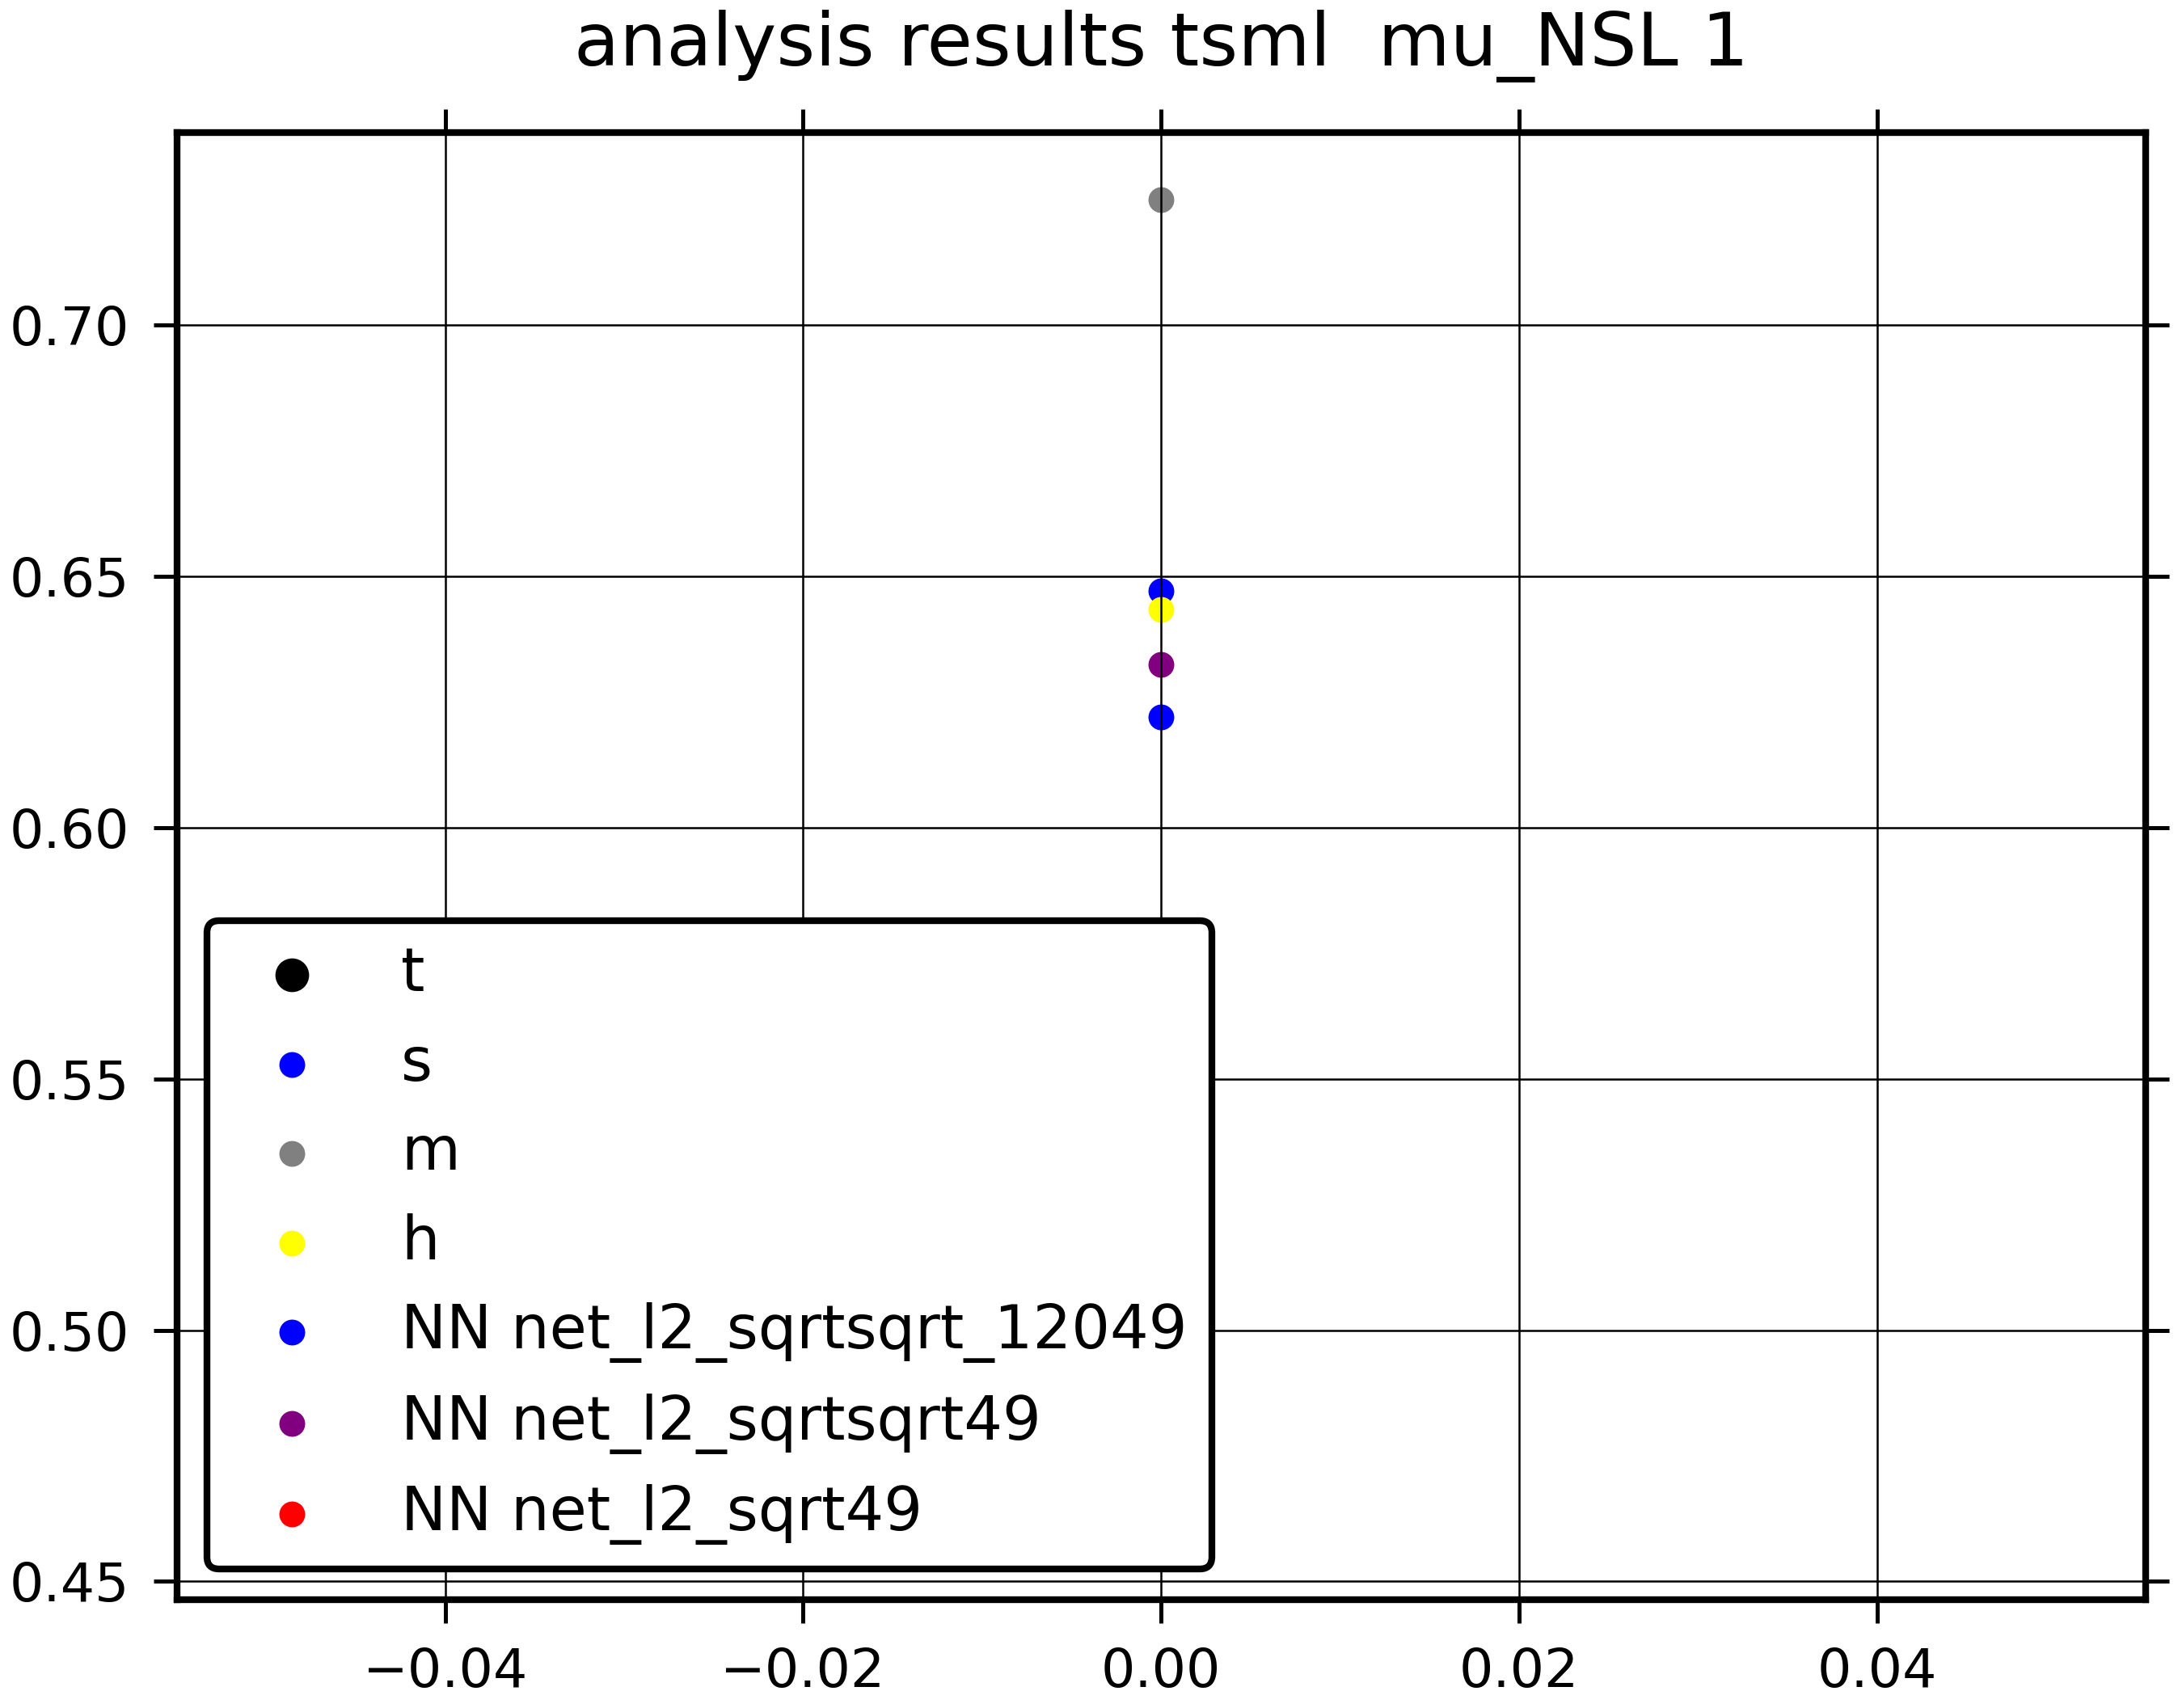 analysis results tsml  mu_NSL 1
0.70
0.65
0.60
0.55
0.50
0.45
t
s
m
h
NN net_l2_sqrtsqrt_12049
NN net_l2_sqrtsqrt49
NN net_l2_sqrt49
−0.04
−0.02
0.00
0.02
0.04